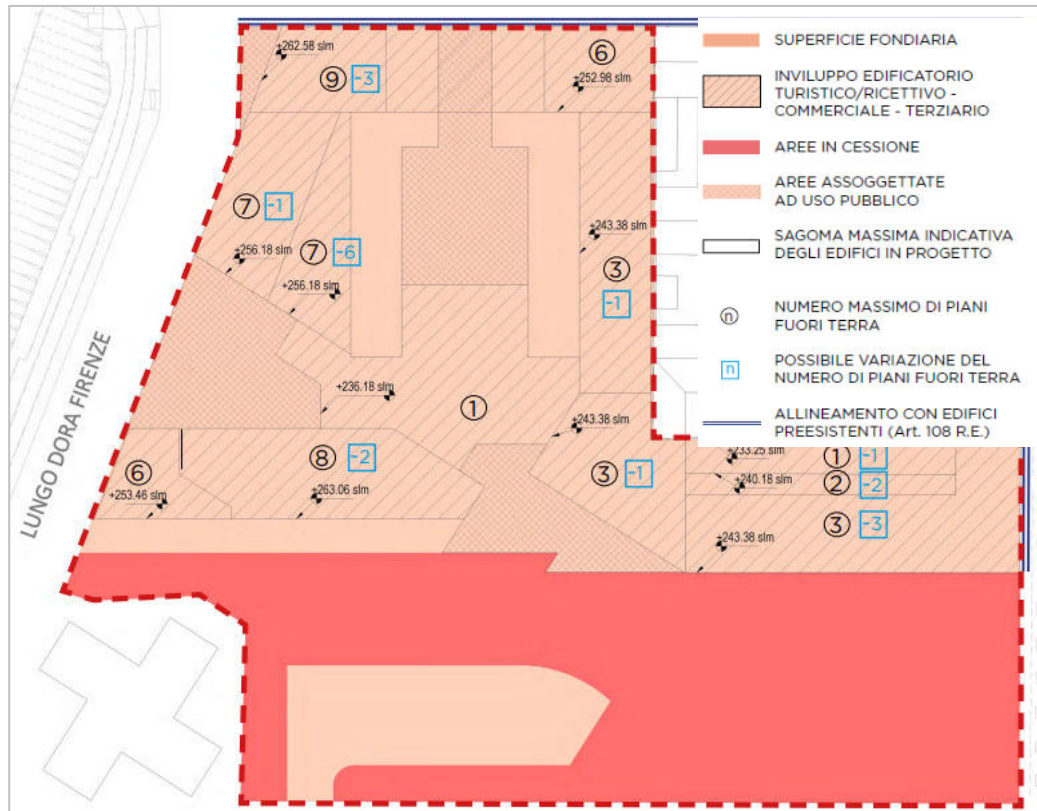 +262.58 slm
9 -3
6
+252.98 slm
7 -1
+256.18 slm
7 -6
+256.18 slm
+243.38 slm
3
-1
+236.18 slm
1
+243.38 slm
3 -1
8 -2
6
+253.46 slm
+263.06 slm
+233.25 slm
1 -1
+240.18 slm
2 -2
3 -3
+243.38 slm
LUNGO DORA FIRENZE
SUPERFICIE FONDIARIA
INVILUPPO EDIFICATORIO
TURISTICO/RICETTIVO -
COMMERCIALE - TERZIARIO
AREE IN CESSIONE
AREE ASSOGGETTATE
AD USO PUBBLICO
SAGOMA MASSIMA INDICATIVA
DEGLI EDIFICI IN PROGETTO
n
NUMERO MASSIMO DI PIANI
FUORI TERRA
n
POSSIBILE VARIAZIONE DEL
NUMERO DI PIANI FUORI TERRA
ALLINEAMENTO CON EDIFICI
PREESISTENTI (Art. 108 R.E.)